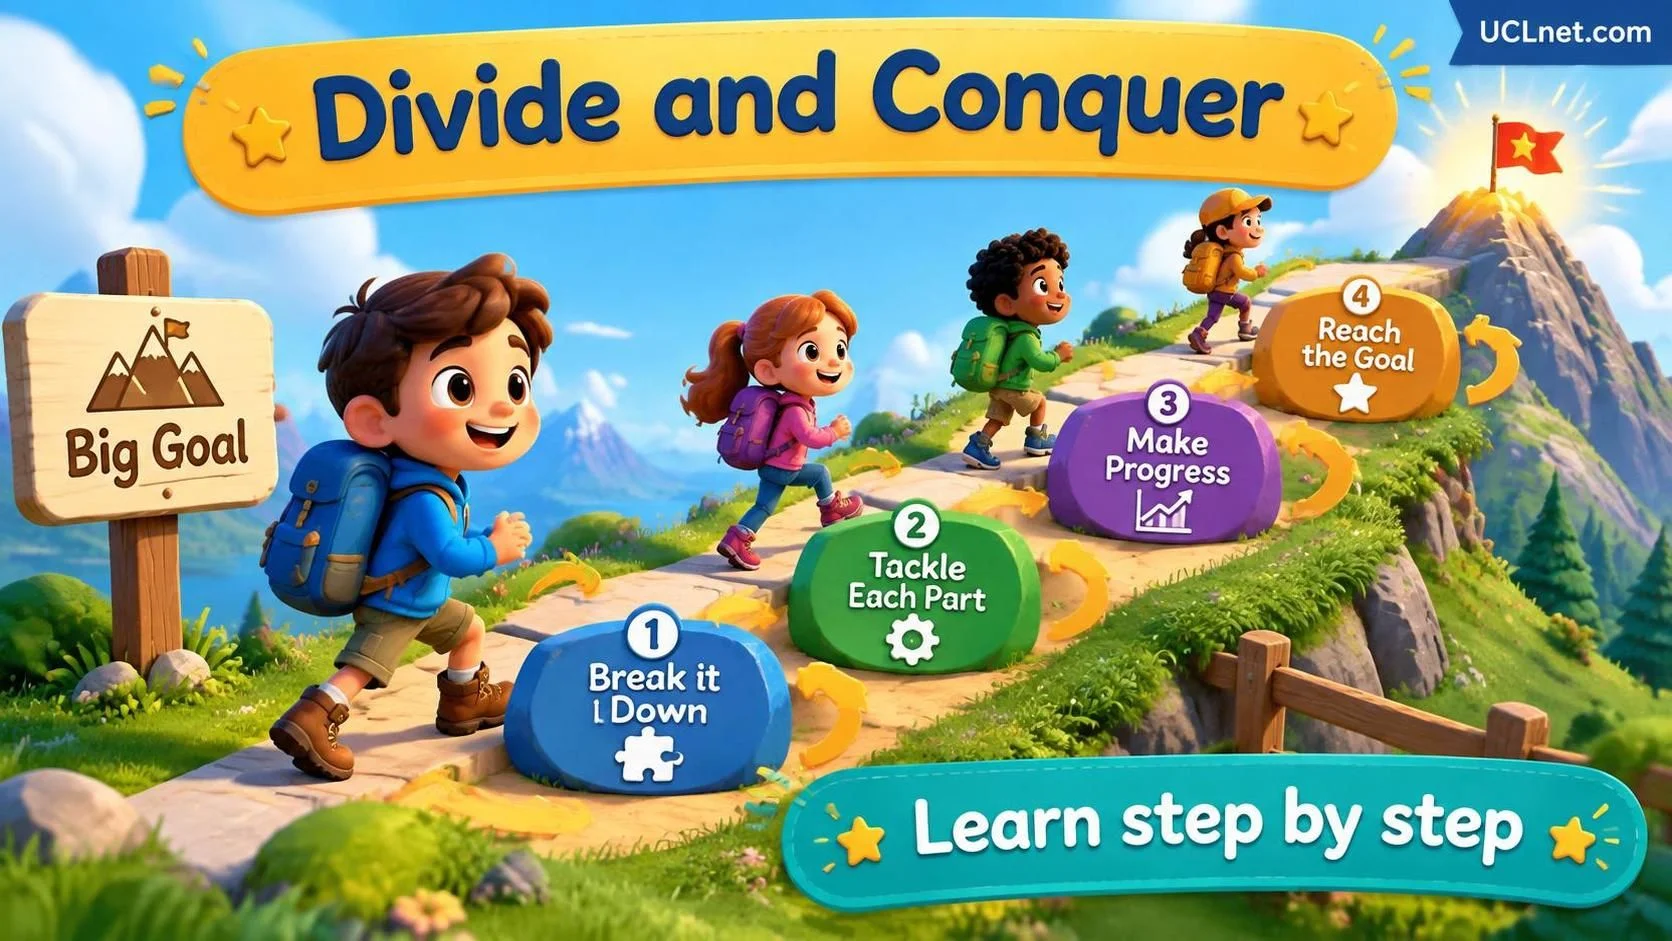 UCLnet.com
Divide and Conquer
Big Goal
1
Break it
Down
2
Tackle
Each Part
3
Make
Progress
4
Reach
the Goal
Learn step by step